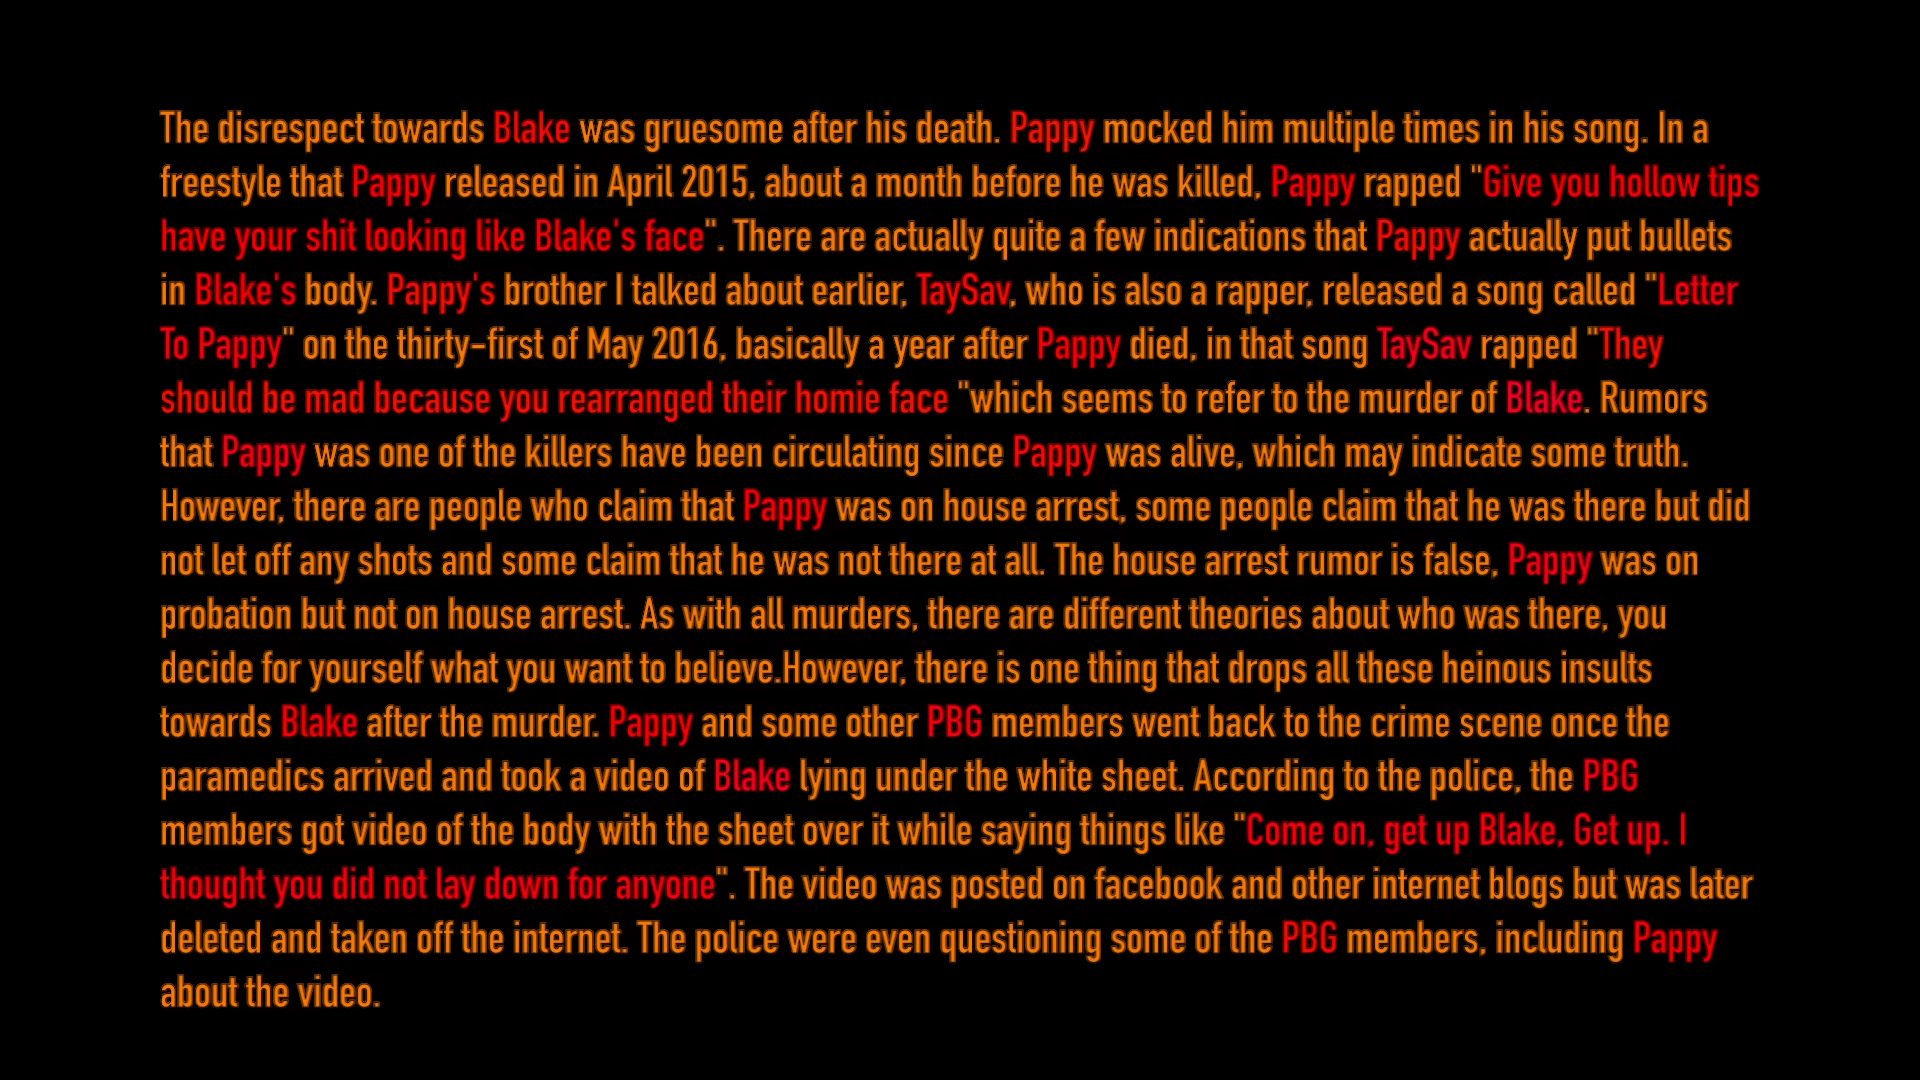 The disrespect towards Blake was gruesome after his death. Pappy mocked him multiple times in his song. In a
freestyle that Pappy released in April 2015, about a month before he was killed, Pappy rapped "Give you hollow tips
have your shit looking like Blake's face". There are actually quite a few indications that Pappy actually put bullets
in Blake's body. Pappy's brother I talked about earlier, TaySav, who is also a rapper, released a song called "Letter
To Pappy" on the thirty-first of May 2016, basically a year after Pappy died, in that song TaySav rapped "They
should be mad because you rearranged their homie face "which seems to refer to the murder of Blake. Rumors
that Pappy was one of the killers have been circulating since Pappy was alive, which may indicate some truth.
However, there are people who claim that Pappy was on house arrest, some people claim that he was there but did
not let off any shots and some claim that he was not there at all. The house arrest rumor is false, Pappy was on
probation but not on house arrest. As with all murders, there are different theories about who was there, you
decide for yourself what you want to believe.However, there is one thing that drops all these heinous insults
towards Blake after the murder. Pappy and some other PBG members went back to the crime scene once the
paramedics arrived and took a video of Blake lying under the white sheet. According to the police, the PBG
members got video of the body with the sheet over it while saying things like "Come on, get up Blake, Get up. I
thought you did not lay down for anyone". The video was posted on facebook and other internet blogs but was later
deleted and taken off the internet. The police were even questioning some of the PBG members, including Pappy
about the video.